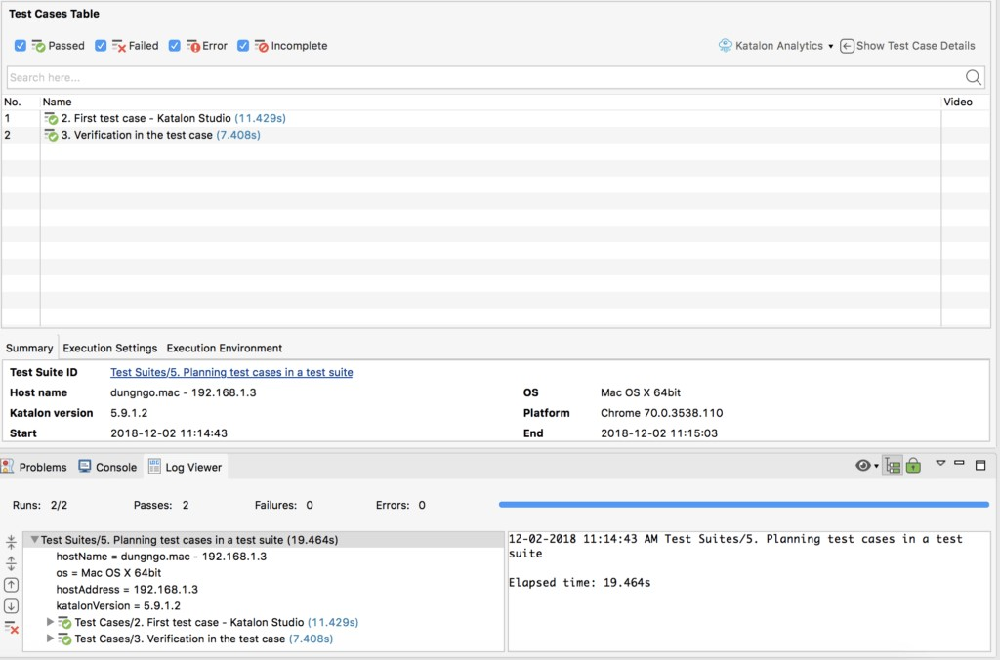 Test Cases Table
Passed Failed Error Incomplete Katalon Analytics Show Test Case Details
Search here...
No. Name Video
1 2. First test case - Katalon Studio (11.429s)
2 3. Verification in the test case (7.408s)
Summary Execution Settings Execution Environment
Test Suite ID Test Suites/5. Planning test cases in a test suite
Host name dungngo.mac - 192.168.1.3 OS Mac OS X 64bit
Katalon version 5.9.1.2 Platform Chrome 70.0.3538.110
Start 2018-12-02 11:14:43 End 2018-12-02 11:15:03
Problems Console Log Viewer
Runs: 2/2 Passes: 2 Failures: 0 Errors: 0
Test Suites/5. Planning test cases in a test suite (19.464s)
hostName = dungngo.mac - 192.168.1.3
os = Mac OS X 64bit
hostAddress = 192.168.1.3
katalonVersion = 5.9.1.2
Test Cases/2. First test case - Katalon Studio (11.429s)
Test Cases/3. Verification in the test case (7.408s)
12-02-2018 11:14:43 AM Test Suites/5. Planning test cases in a test
suite
Elapsed time: 19.464s